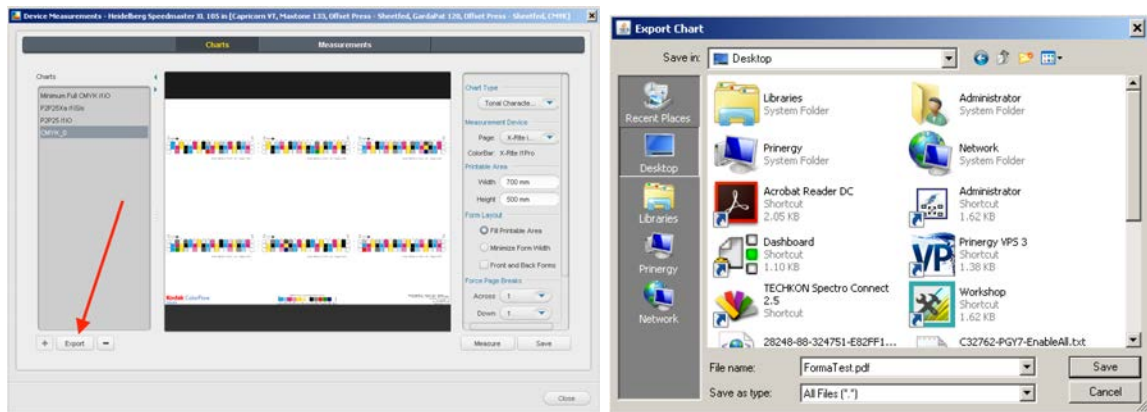 Device Measurements - Heidelberg Speedmaster XL 105 in [Capricorn VT, Maxtone 133, Offset Press - Sheetfed, GardaPat 128, Offset Press - Sheetfed, CMYK]
Charts
Measurements
Charts
Minimum Full CMYK i1iO
P2P25Xa i1iSis
P2P25 i1iO
CMYK_G
Kodak ColorFlow
Export
Chart Type
Tonal Characte...
Measurement Device
Page: X-Rite i...
ColorBar: X-Rite i1Pro
Printable Area
Width 700 mm
Height 500 mm
Form Layout
Fill Printable Area
Minimize Form Width
Front and Back Forms
Force Page Breaks
Across 1
Down 1
Measure
Save
Close
Export Chart
Save in: Desktop
Recent Places
Desktop
Libraries
Prinergy
Network
Libraries
System Folder
Administrator
System Folder
Prinergy
System Folder
Network
System Folder
Acrobat Reader DC
Shortcut
2.05 KB
Administrator
Shortcut
1.62 KB
Dashboard
Shortcut
1.10 KB
Prinergy VPS 3
Shortcut
1.38 KB
TECHKON Spectro Connect
2.5
Shortcut
Workshop
Shortcut
1.62 KB
28248-88-324751-E82FF1...
C32762-PGY7-EnableAll.txt
File name: FormaTest.pdf
Save
Save as type: All Files (".")
Cancel